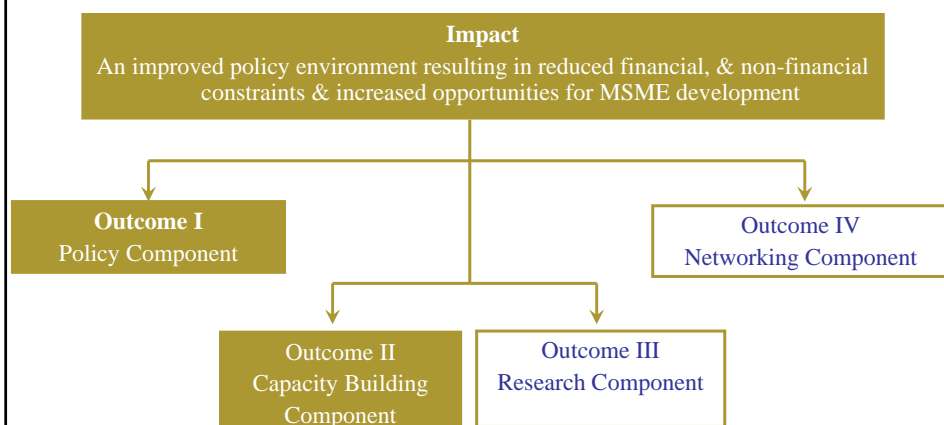 Impact
An improved policy environment resulting in reduced financial, & non-financial
constraints & increased opportunities for MSME development
Outcome I
Policy Component
Outcome IV
Networking Component
Outcome II
Capacity Building
Component
Outcome III
Research Component